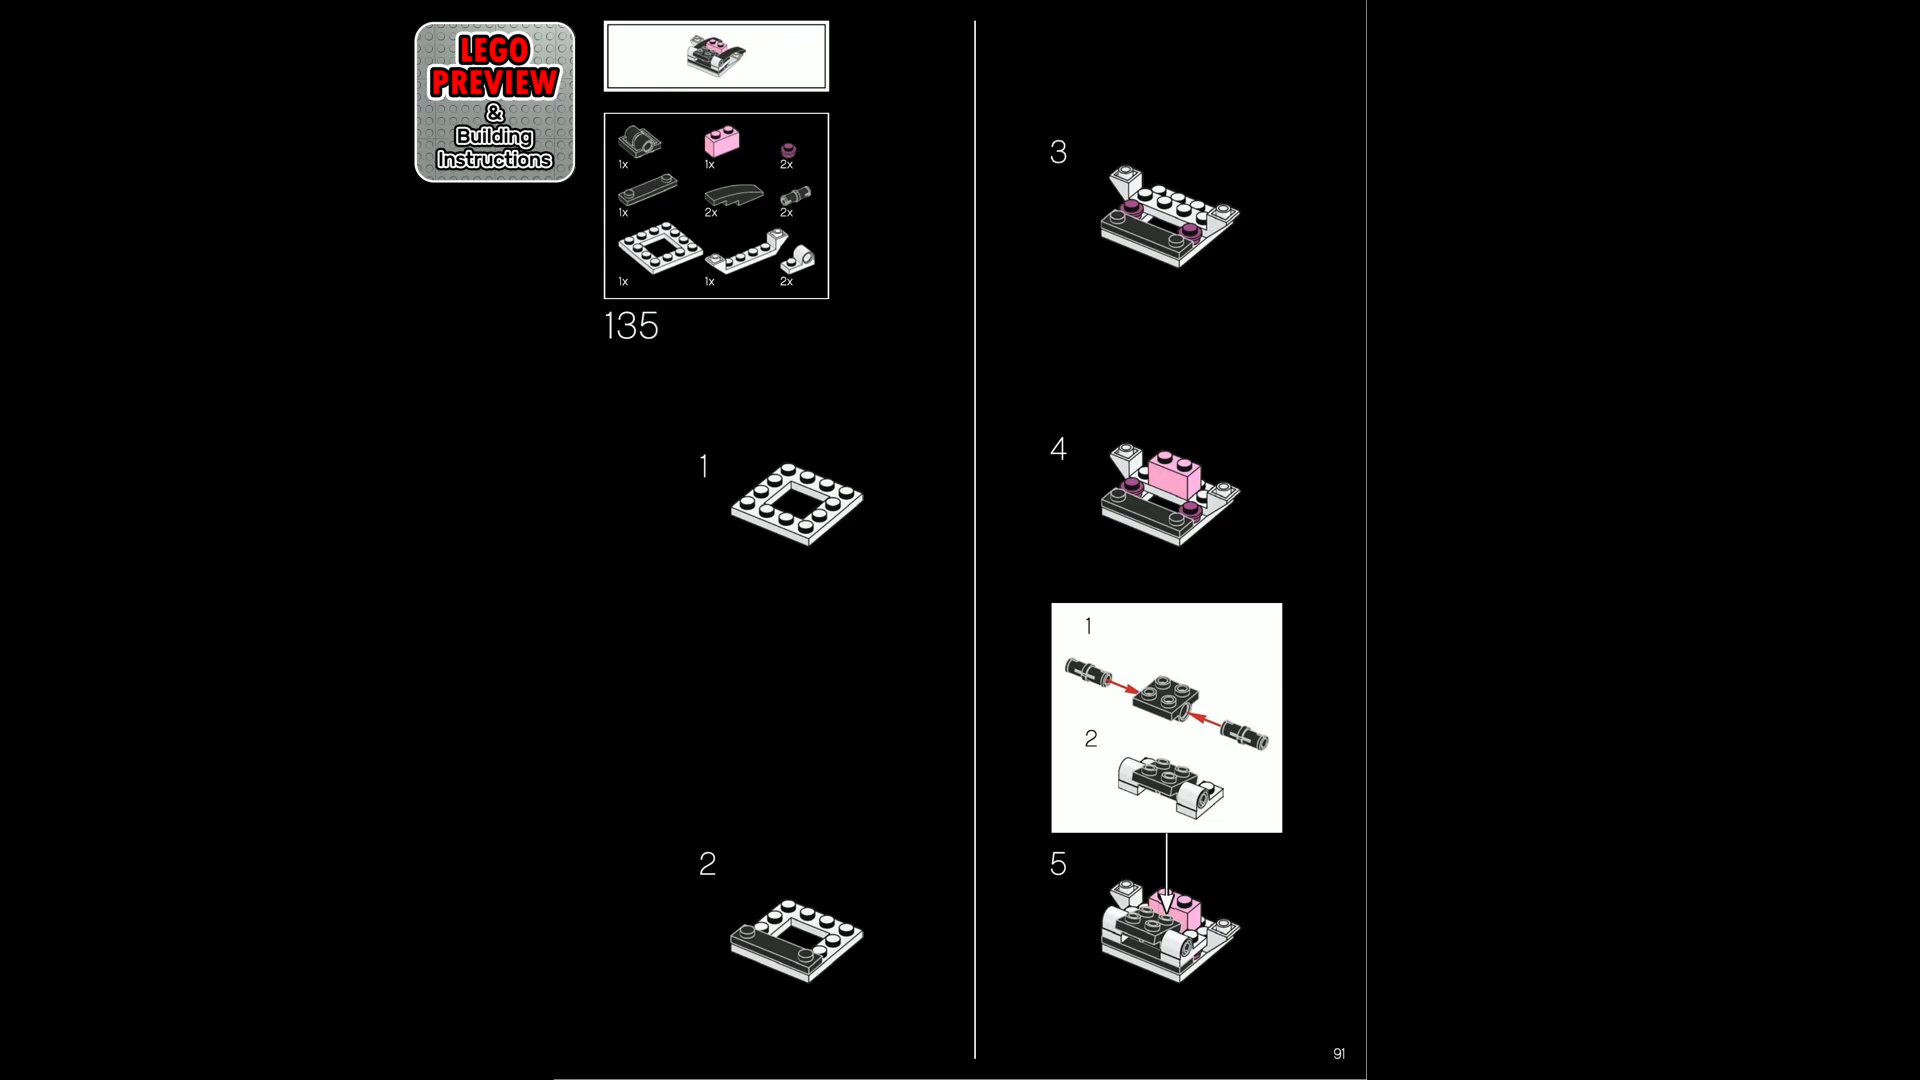 LEGO
PREVIEW
&
Building
Instructions
1x
1x
2x
1x
2x
2x
1x
1x
2x
135
1
2
3
4
1
2
5
91